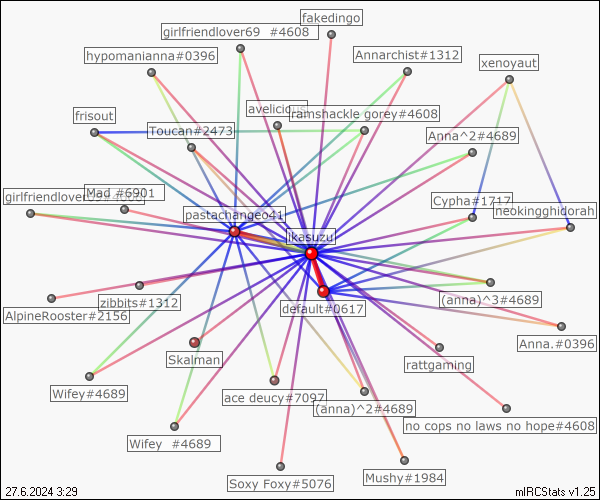 fakedingo
girlfriendlover69 #4608
hypomanianna#0396
Annarchist#1312
xenoyaut
avelicious
ramshackle gorey#4608
frisout
Toucan#2473
Anna^2#4689
Mad #6901
Cypha#1717
neokingghidorah
pastachangeo41
ikasuzu
(anna)^3#4689
zibbits#1312
AlpineRooster#2156
default#0617
Anna.#0396
Skalman
rattgaming
Wifey#4689
ace deucy#7097
(anna)^2#4689
no cops no laws no hope#4608
Wifey #4689
Soxy Foxy#5076
Mushy#1984
27.6.2024 3:29
mIRCStats v1.25